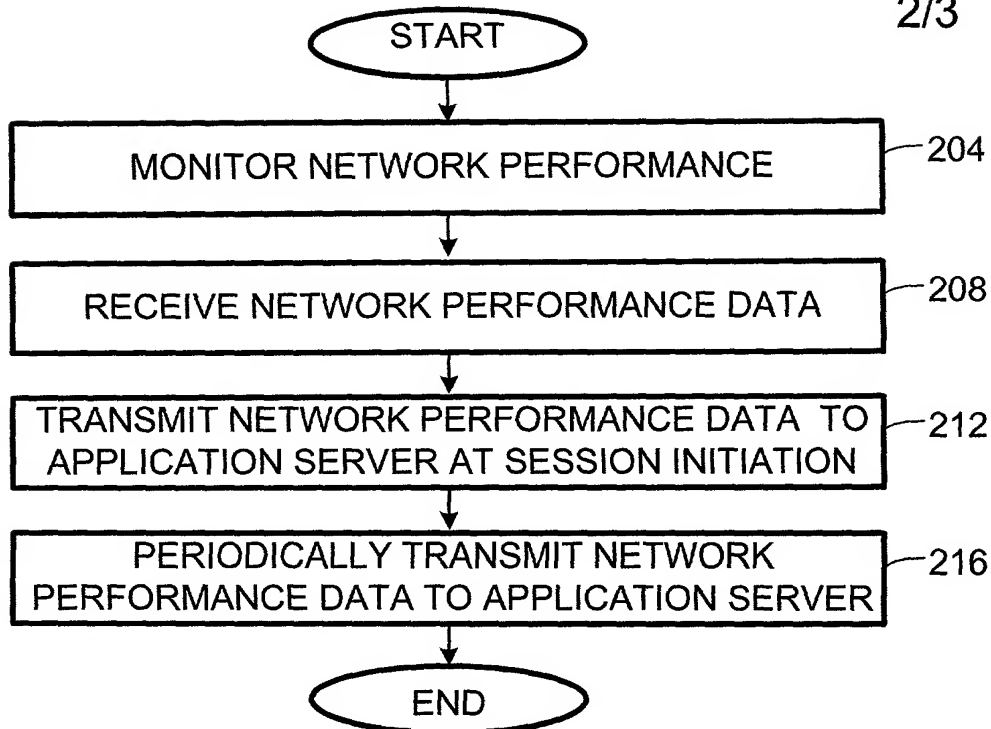 2/3
START
MONITOR NETWORK PERFORMANCE
204
RECEIVE NETWORK PERFORMANCE DATA
208
TRANSMIT NETWORK PERFORMANCE DATA TO
APPLICATION SERVER AT SESSION INITIATION
212
PERIODICALLY TRANSMIT NETWORK
PERFORMANCE DATA TO APPLICATION SERVER
216
END